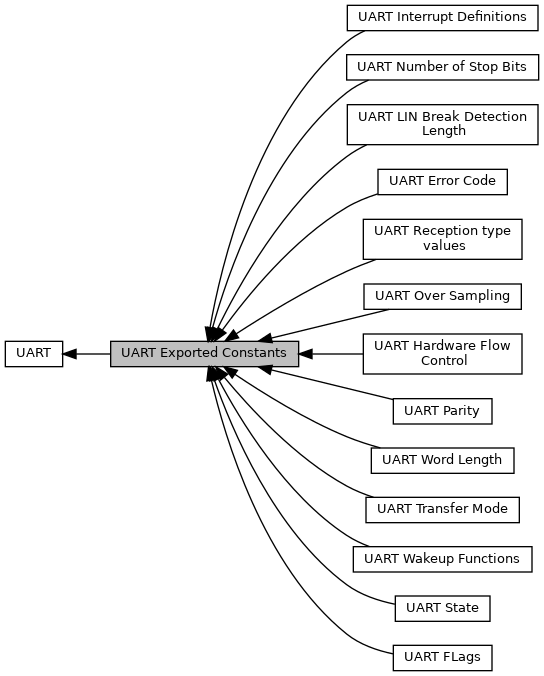 UART Interrupt Definitions
UART Number of Stop Bits
UART LIN Break Detection
Length
UART Error Code
UART Reception type
values
UART Over Sampling
UART Hardware Flow
Control
UART
UART Exported Constants
UART Parity
UART Word Length
UART Transfer Mode
UART Wakeup Functions
UART State
UART FLags